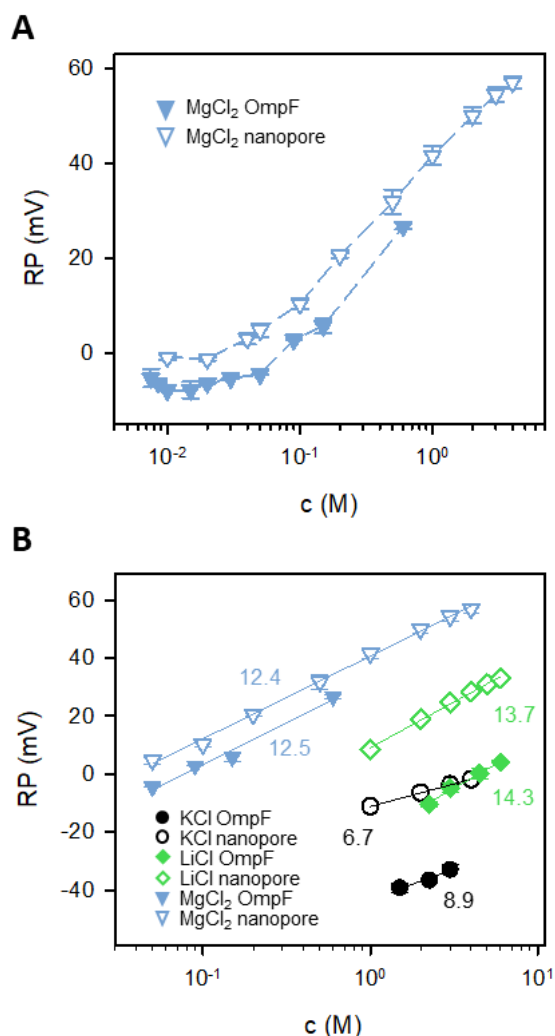 A
60
40
20
0
RP (mV)
MgCl₂ OmpF
MgCl₂ nanopore
10⁻² 10⁻¹ 10⁰
c (M)
B
60
40
20
0
-20
-40
RP (mV)
12.4
12.5
13.7
14.3
6.7
8.9
KCl OmpF
KCl nanopore
LiCl OmpF
LiCl nanopore
MgCl₂ OmpF
MgCl₂ nanopore
10⁻¹ 10⁰ 10¹
c (M)